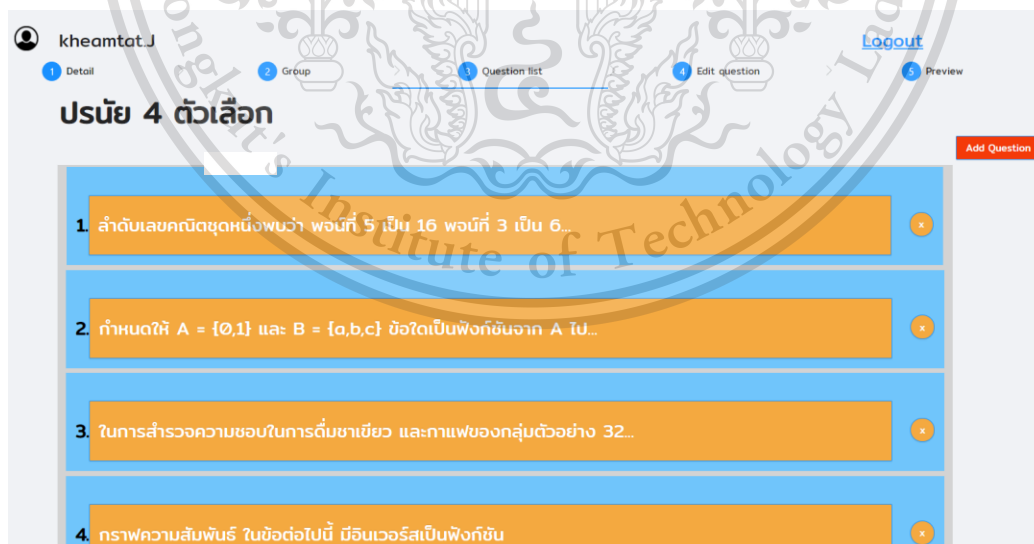 kheamtat.J
Logout
1 Detail
2 Group
3 Question list
4 Edit question
5 Preview
ปรนัย 4 ตัวเลือก
Add Question
1. ลำดับเลขคณิตชุดหนึ่งพบว่า พจน์ที่ 5 เป็น 16 พจน์ที่ 3 เป็น 6...
x
2. กำหนดให้ A = {0,1} และ B = {a,b,c} ข้อใดเป็นฟังก์ชันจาก A ไป...
x
3. ในการสำรวจความชอบในการดื่มชาเขียว และกาแฟของกลุ่มตัวอย่าง 32...
x
4. กราฟความสัมพันธ์ ในข้อต่อไปนี้ มีอินเวอร์สเป็นฟังก์ชัน
x
Institute of Technology